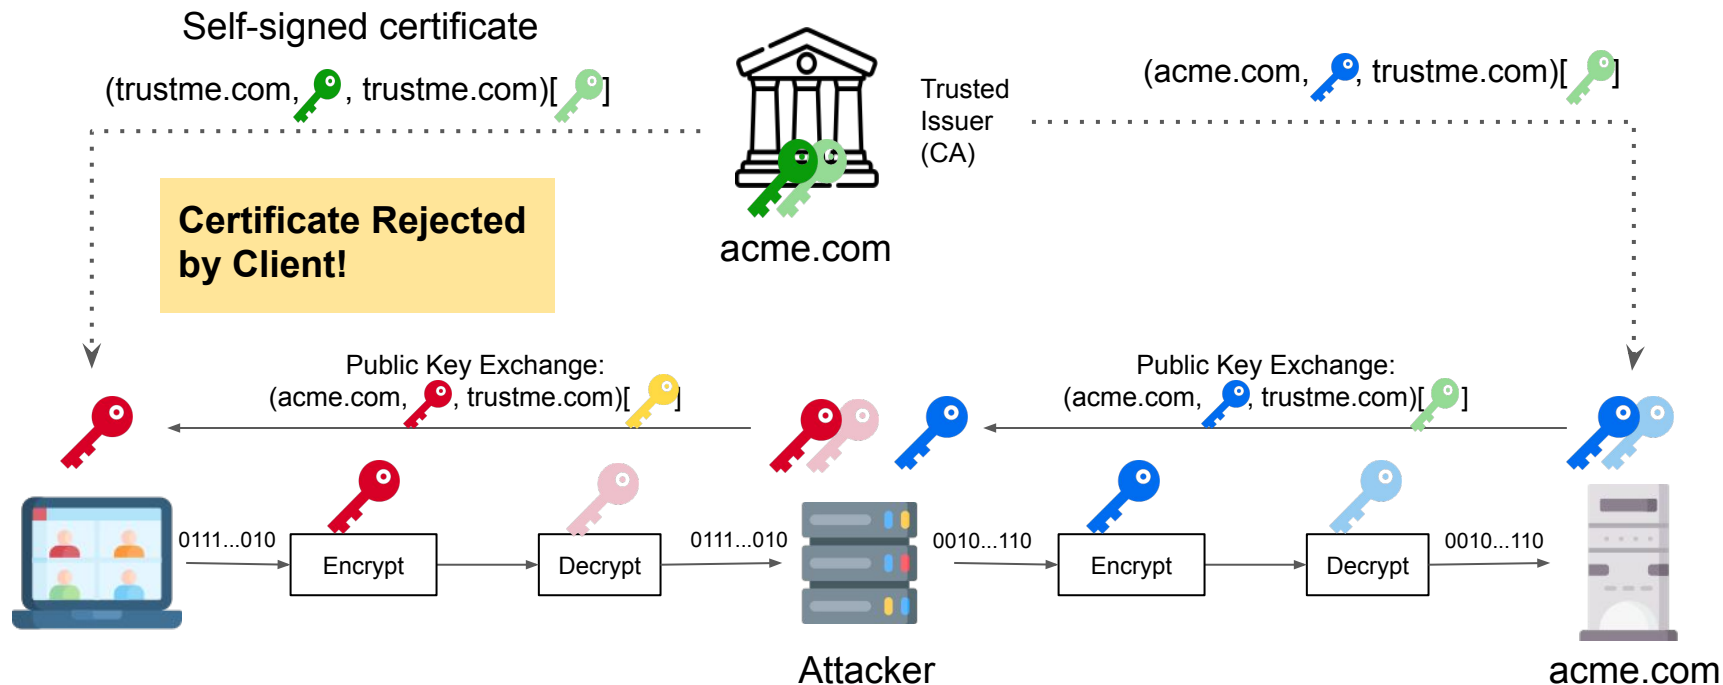 Self-signed certificate
(trustme.com, , trustme.com)[ ]
Trusted
Issuer
(CA)
(acme.com, , trustme.com)[ ]
Certificate Rejected
by Client!
acme.com
Public Key Exchange:
(acme.com, , trustme.com)[ ]
Public Key Exchange:
(acme.com, , trustme.com)[ ]
0111...010
Encrypt
Decrypt
0111...010
0010...110
Encrypt
Decrypt
0010...110
Attacker
acme.com